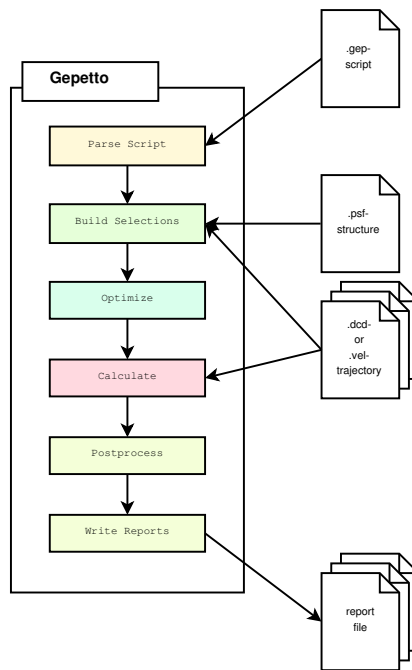 .gep-
script
Gepetto
Parse Script
Build Selections
.psf-
structure
Optimize
.dcd-
or
.vel-
trajectory
Calculate
Postprocess
Write Reports
report
file